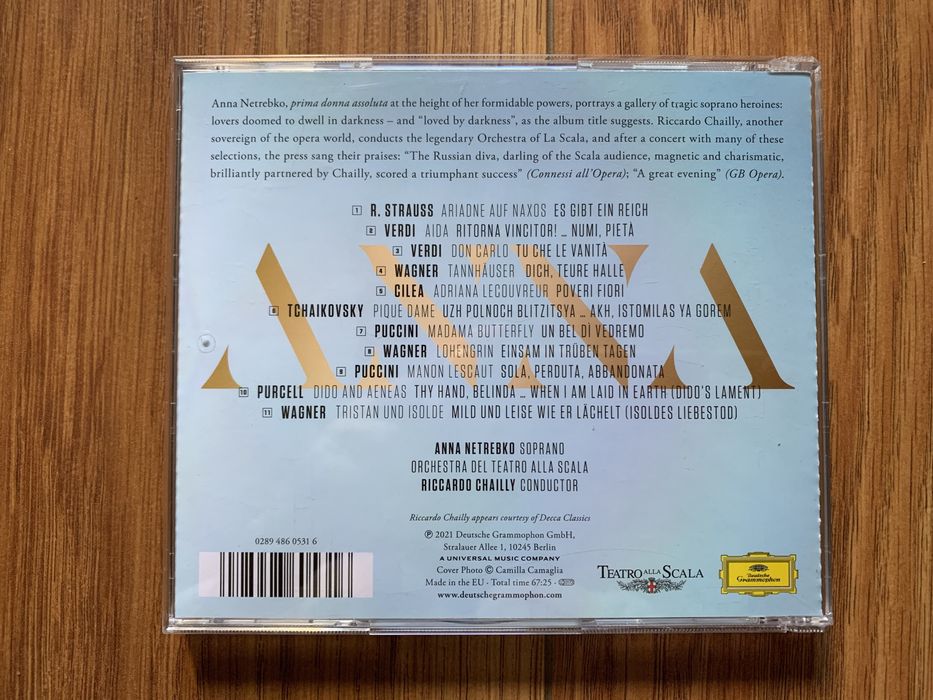 Anna Netrebko, prima donna assoluta at the height of her formidable powers, portrays a gallery of tragic soprano heroines:
lovers doomed to dwell in darkness – and “loved by darkness”, as the album title suggests. Riccardo Chailly, another
sovereign of the opera world, conducts the legendary Orchestra of La Scala, and after a concert with many of these
selections, the press sang their praises: “The Russian diva, darling of the Scala audience, magnetic and charismatic,
brilliantly partnered by Chailly, scored a triumphant success” (Connessi all’Opera); “A great evening” (GB Opera).
ANNA
1 R. STRAUSS ARIADNE AUF NAXOS ES GIBT EIN REICH
2 VERDI AIDA RITORNA VINCITOR! … NUMI, PIETÀ
3 VERDI DON CARLO TU CHE LE VANITÀ
4 WAGNER TANNHÄUSER DICH, TEURE HALLE
5 CILEA ADRIANA LECOUVREUR POVERI FIORI
6 TCHAIKOVSKY PIQUE DAME UZH POLNOCH BLITZITSYA … AKH, ISTOMILAS YA GOREM
7 PUCCINI MADAMA BUTTERFLY UN BEL DÌ VEDREMO
8 WAGNER LOHENGRIN EINSAM IN TRÜBEN TAGEN
9 PUCCINI MANON LESCAUT SOLA, PERDUTA, ABBANDONATA
10 PURCELL DIDO AND AENEAS THY HAND, BELINDA … WHEN I AM LAID IN EARTH (DIDO’S LAMENT)
11 WAGNER TRISTAN UND ISOLDE MILD UND LEISE WIE ER LÄCHELT (ISOLDES LIEBESTOD)
ANNA NETREBKO SOPRANO
ORCHESTRA DEL TEATRO ALLA SCALA
RICCARDO CHAILLY CONDUCTOR
Riccardo Chailly appears courtesy of Decca Classics
℗ 2021 Deutsche Grammophon GmbH,
Stralauer Allee 1, 10245 Berlin
A UNIVERSAL MUSIC COMPANY
Cover Photo © Camilla Camaglia
Made in the EU · Total time 67:25 ·
www.deutschegrammophon.com
0289 486 0531 6
TEATRO ALLA SCALA
Deutsche
Grammophon